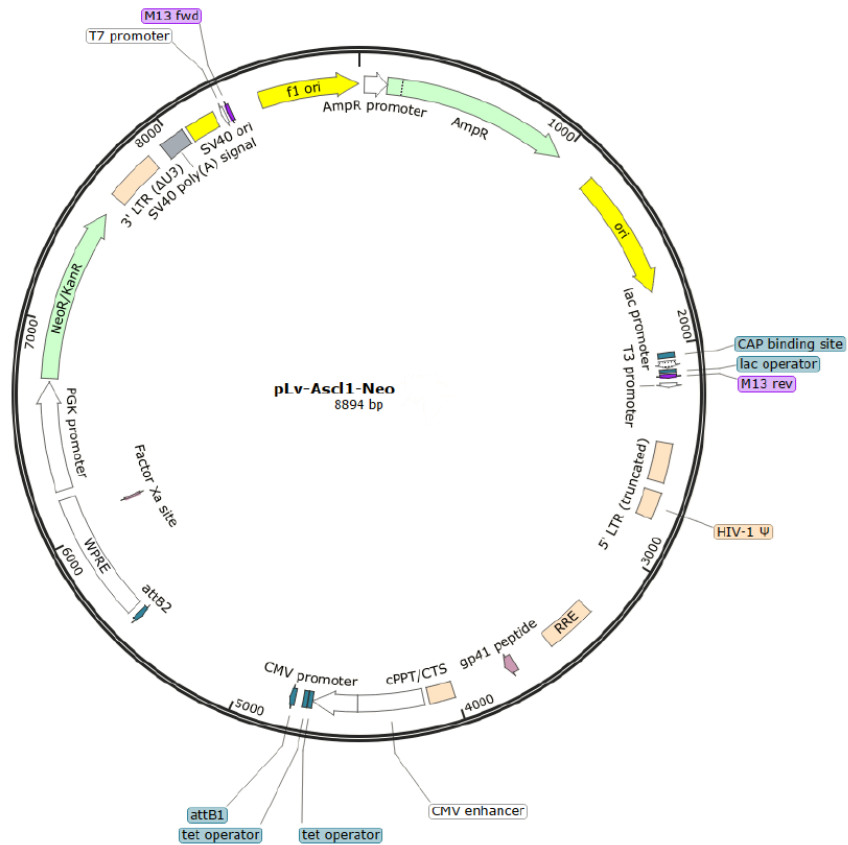 M13 fwd
T7 promoter
f1 ori
AmpR promoter
AmpR
1000
ori
2000
lac promoter
CAP binding site
lac operator
M13 rev
T3 promoter
5' LTR (truncated)
HIV-1 Ψ
3000
RRE
gp41 peptide
4000
cPPT/CTS
CMV enhancer
CMV promoter
tet operator
tet operator
attB1
5000
attB2
WPRE
6000
Factor Xa site
PGK promoter
NeoR/KanR
7000
3' LTR (ΔU3)
SV40 poly(A) signal
SV40 ori
8000
pLv-Ascl1-Neo
8894 bp